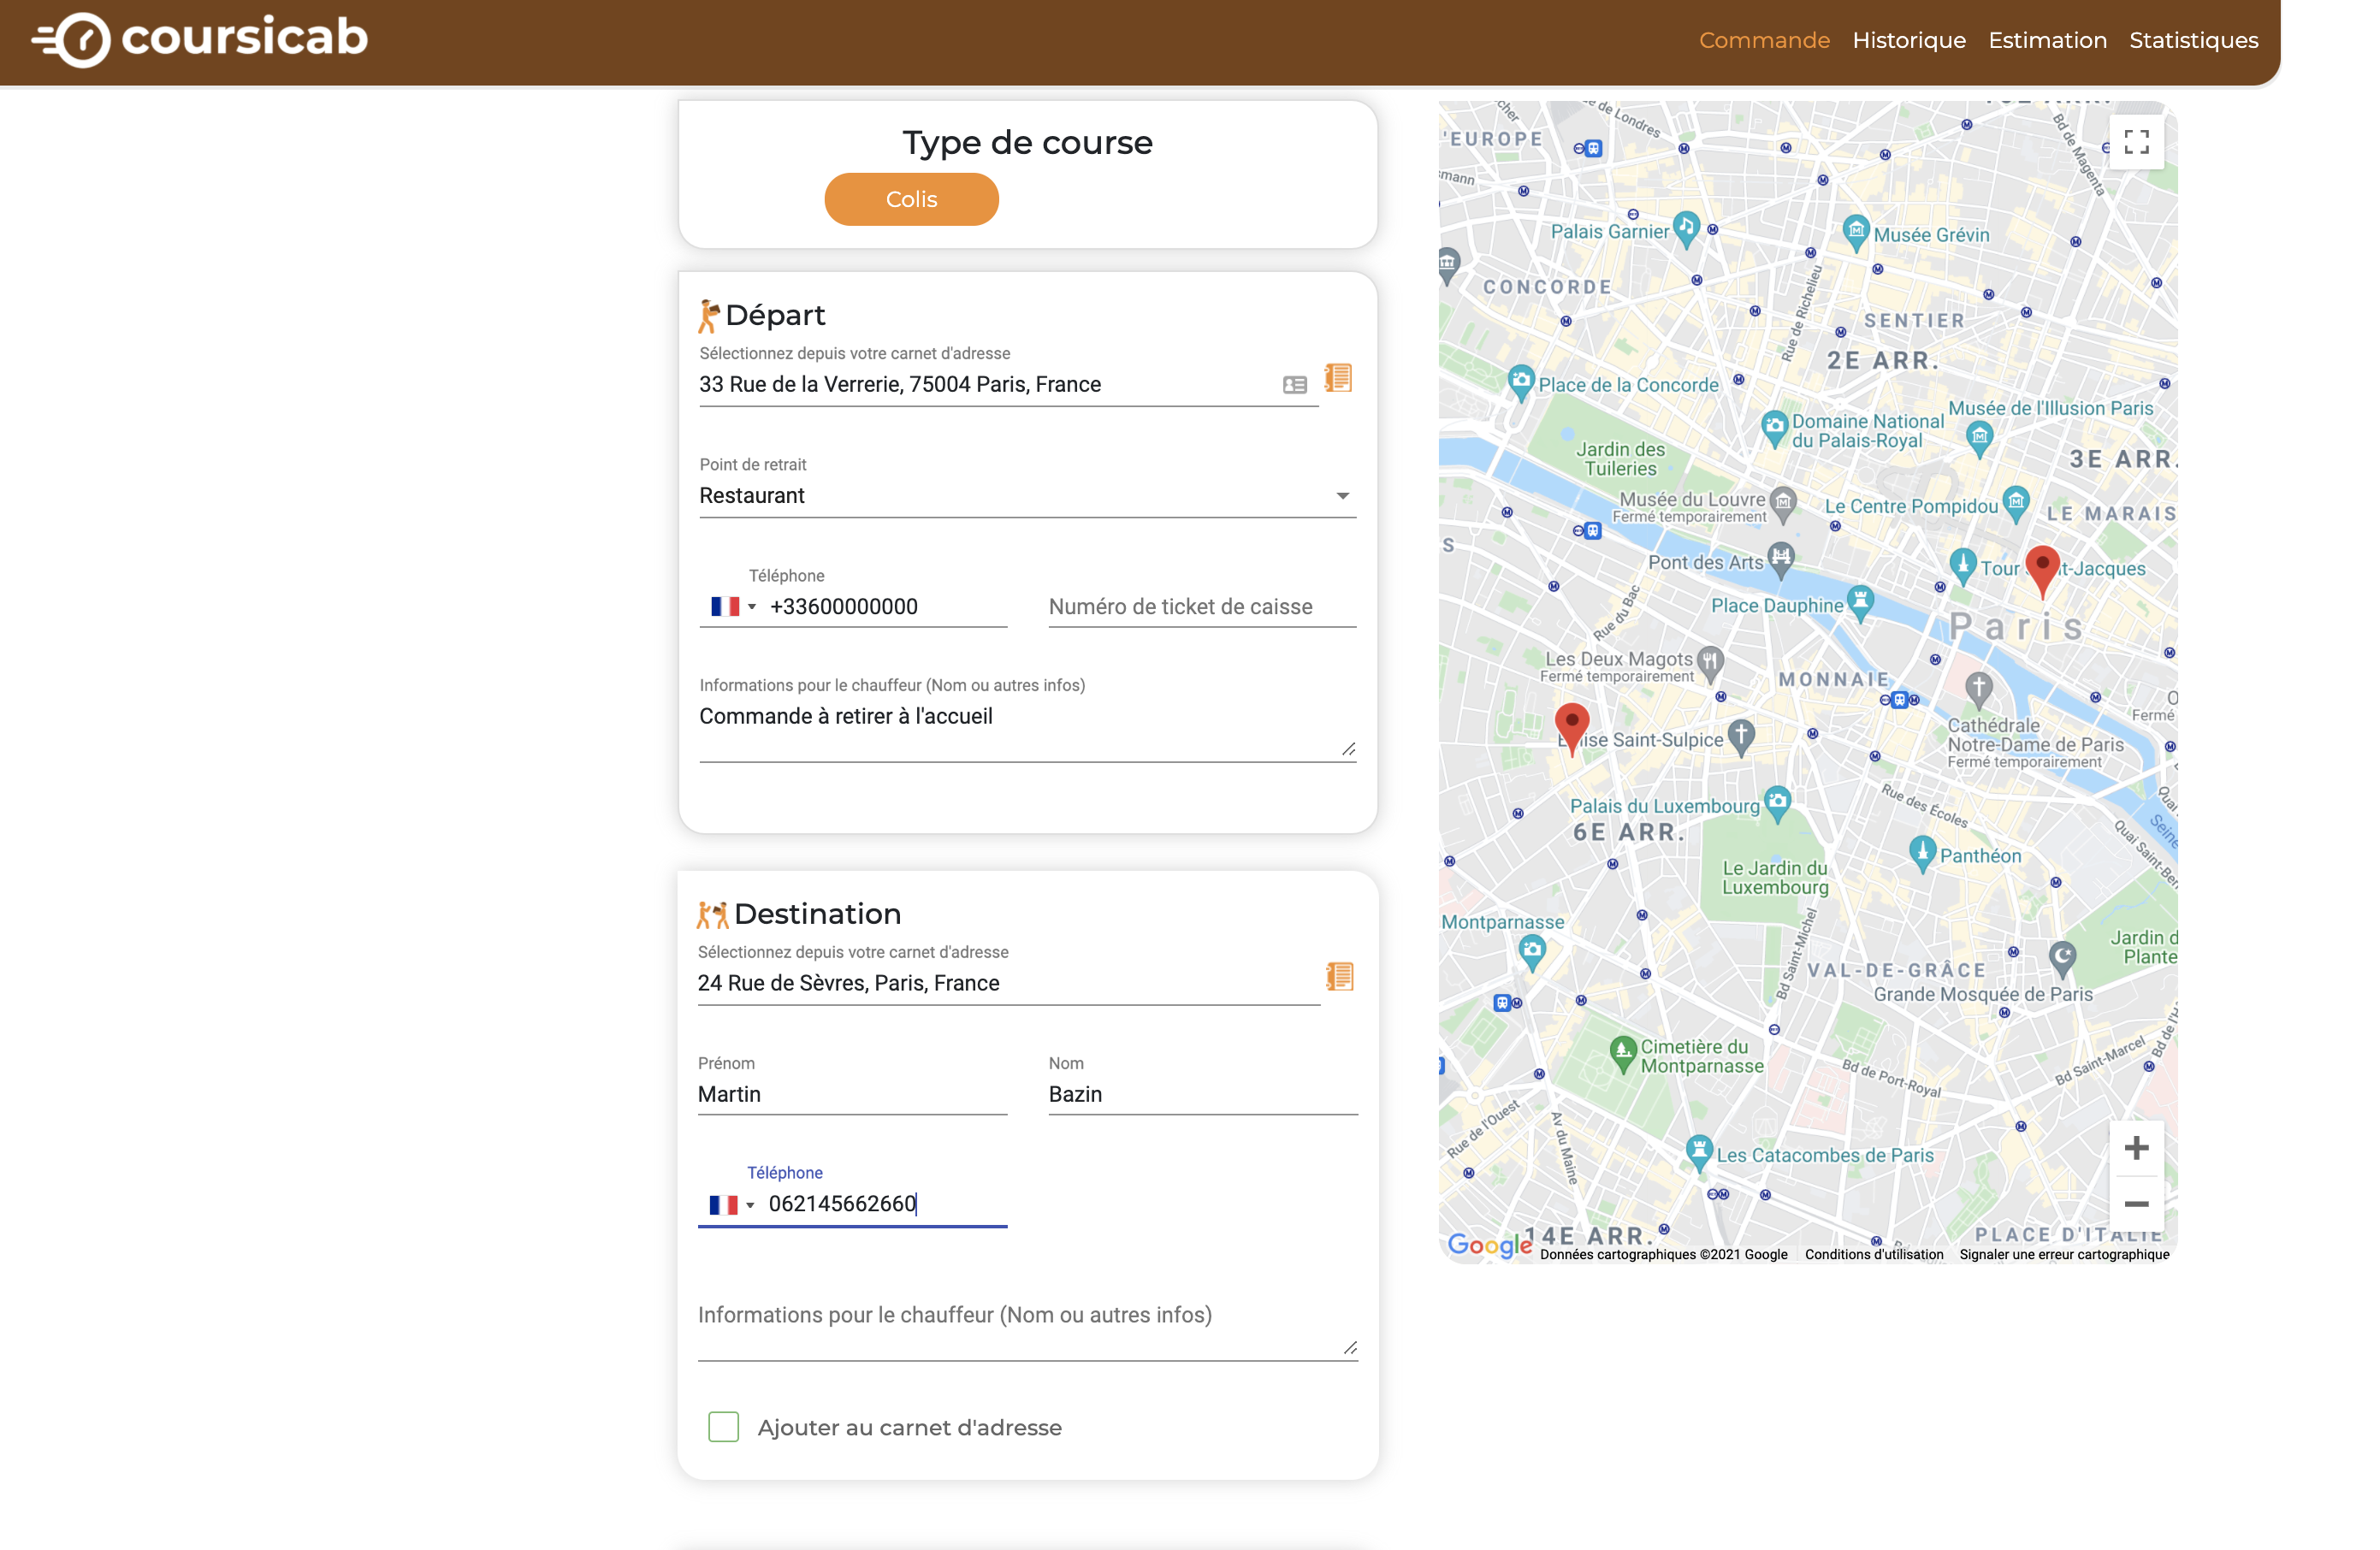 coursicab
Commande Historique Estimation Statistiques
Type de course
Colis
Départ
Sélectionnez depuis votre carnet d'adresse
33 Rue de la Verrerie, 75004 Paris, France
Point de retrait
Restaurant
Téléphone
+33600000000
Numéro de ticket de caisse
Informations pour le chauffeur (Nom ou autres infos)
Commande à retirer à l'accueil
Destination
Sélectionnez depuis votre carnet d'adresse
24 Rue de Sèvres, Paris, France
Prénom
Nom
Martin
Bazin
Téléphone
062145662660
Informations pour le chauffeur (Nom ou autres infos)
Ajouter au carnet d'adresse
'EUROPE
de Londres
Bd de Magenta
Palais Garnier
Musée Grévin
CONCORDE
Rue de Richelieu
SENTIER
2E ARR.
Place de la Concorde
Musée de l'Illusion Paris
Domaine National
du Palais-Royal
Jardin des
Tuileries
3E ARR.
Musée du Louvre
Fermé temporairement
Le Centre Pompidou
LE MARAIS
Pont des Arts
Tour
t-Jacques
Place Dauphine
Rue du Bac
Paris
Les Deux Magots
Fermé temporairement
MONNAIE
Cathédrale
Notre-Dame de Paris
Fermé temporairement
Fermé
ise Saint-Sulpice
Palais du Luxembourg
6E ARR.
Rue des Écoles
Quai Saint-Ber
Seine
Panthéon
Le Jardin du
Luxembourg
Montparnasse
Bd Saint-Michel
Jardin d
Plante
VAL-DE-GRÂCE
Grande Mosquée de Paris
Cimetière du
Montparnasse
Bd de Port-Royal
Bd Saint-Marcel
Bd de l'H
Rue de l'Ouest
Av du Maine
Les Catacombes de Paris
14E ARR.
PLACE D'ITALIE
Google
Données cartographiques ©2021 Google
Conditions d'utilisation
Signaler une erreur cartographique